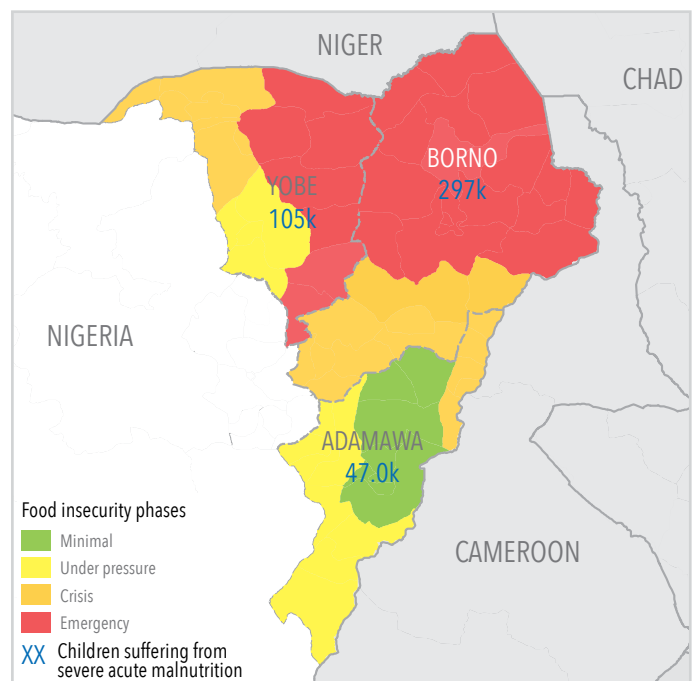 NIGER
CHAD
BORNO
297k
YOBE
105k
NIGERIA
ADAMAWA
47.0k
CAMEROON
Food insecurity phases
Minimal
Under pressure
Crisis
Emergency
XX Children suffering from
severe acute malnutrition